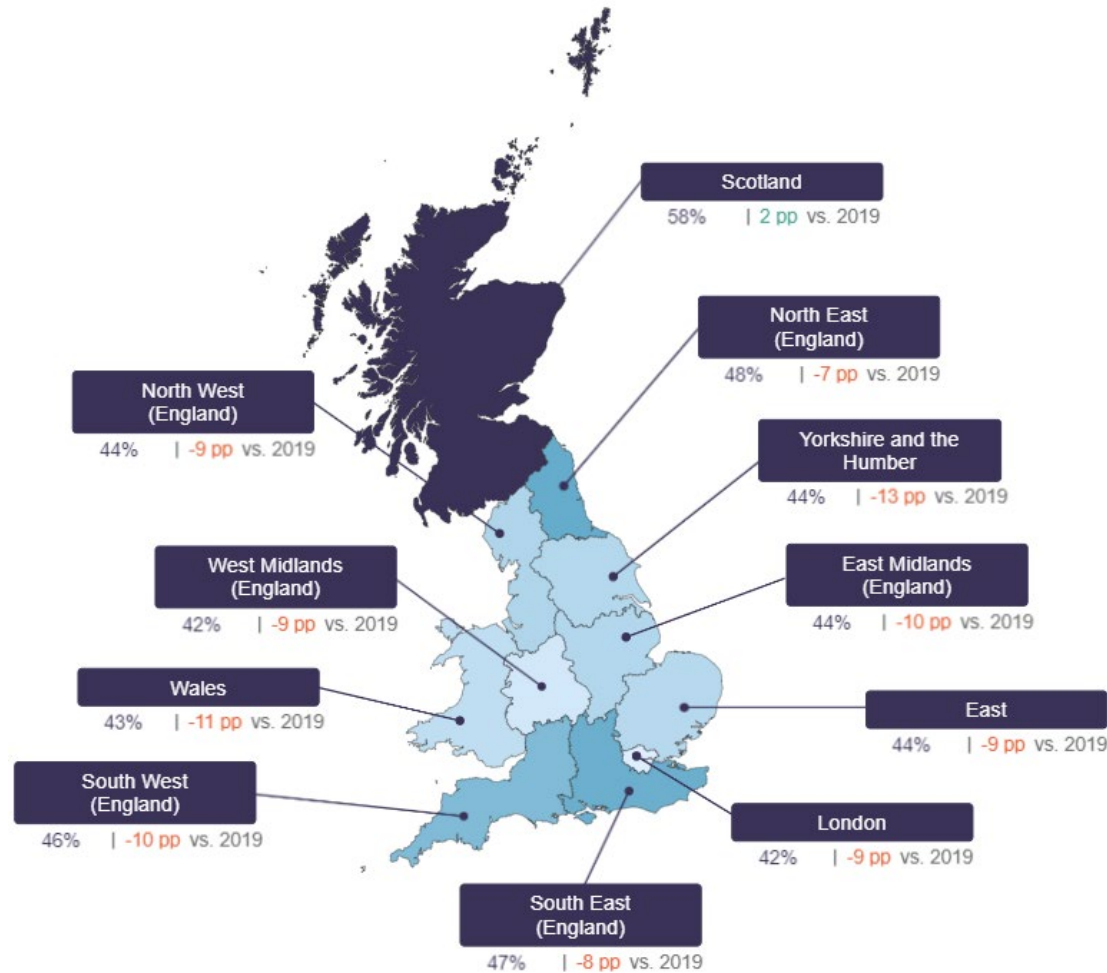 Scotland
58% | 2 pp vs. 2019
North East
(England)
48% | -7 pp vs. 2019
North West
(England)
44% | -9 pp vs. 2019
Yorkshire and the
Humber
44% | -13 pp vs. 2019
West Midlands
(England)
42% | -9 pp vs. 2019
East Midlands
(England)
44% | -10 pp vs. 2019
Wales
43% | -11 pp vs. 2019
East
44% | -9 pp vs. 2019
South West
(England)
46% | -10 pp vs. 2019
London
42% | -9 pp vs. 2019
South East
(England)
47% | -8 pp vs. 2019